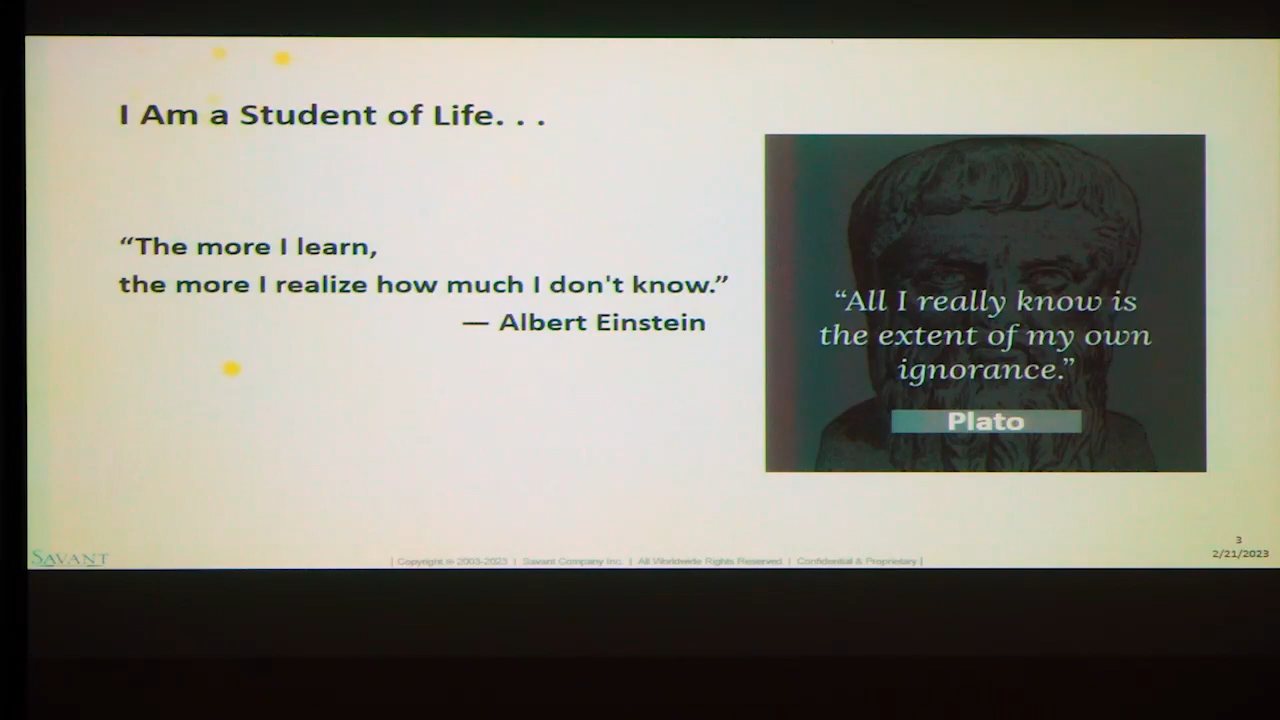 I Am a Student of Life. . .
“The more I learn,
the more I realize how much I don't know.”
— Albert Einstein
“All I really know is
the extent of my own
ignorance.”
Plato
SAVANT
| Copyright © 2003-2023 | Savant Company Inc. | All Worldwide Rights Reserved | Confidential & Proprietary |
3
2/21/2023